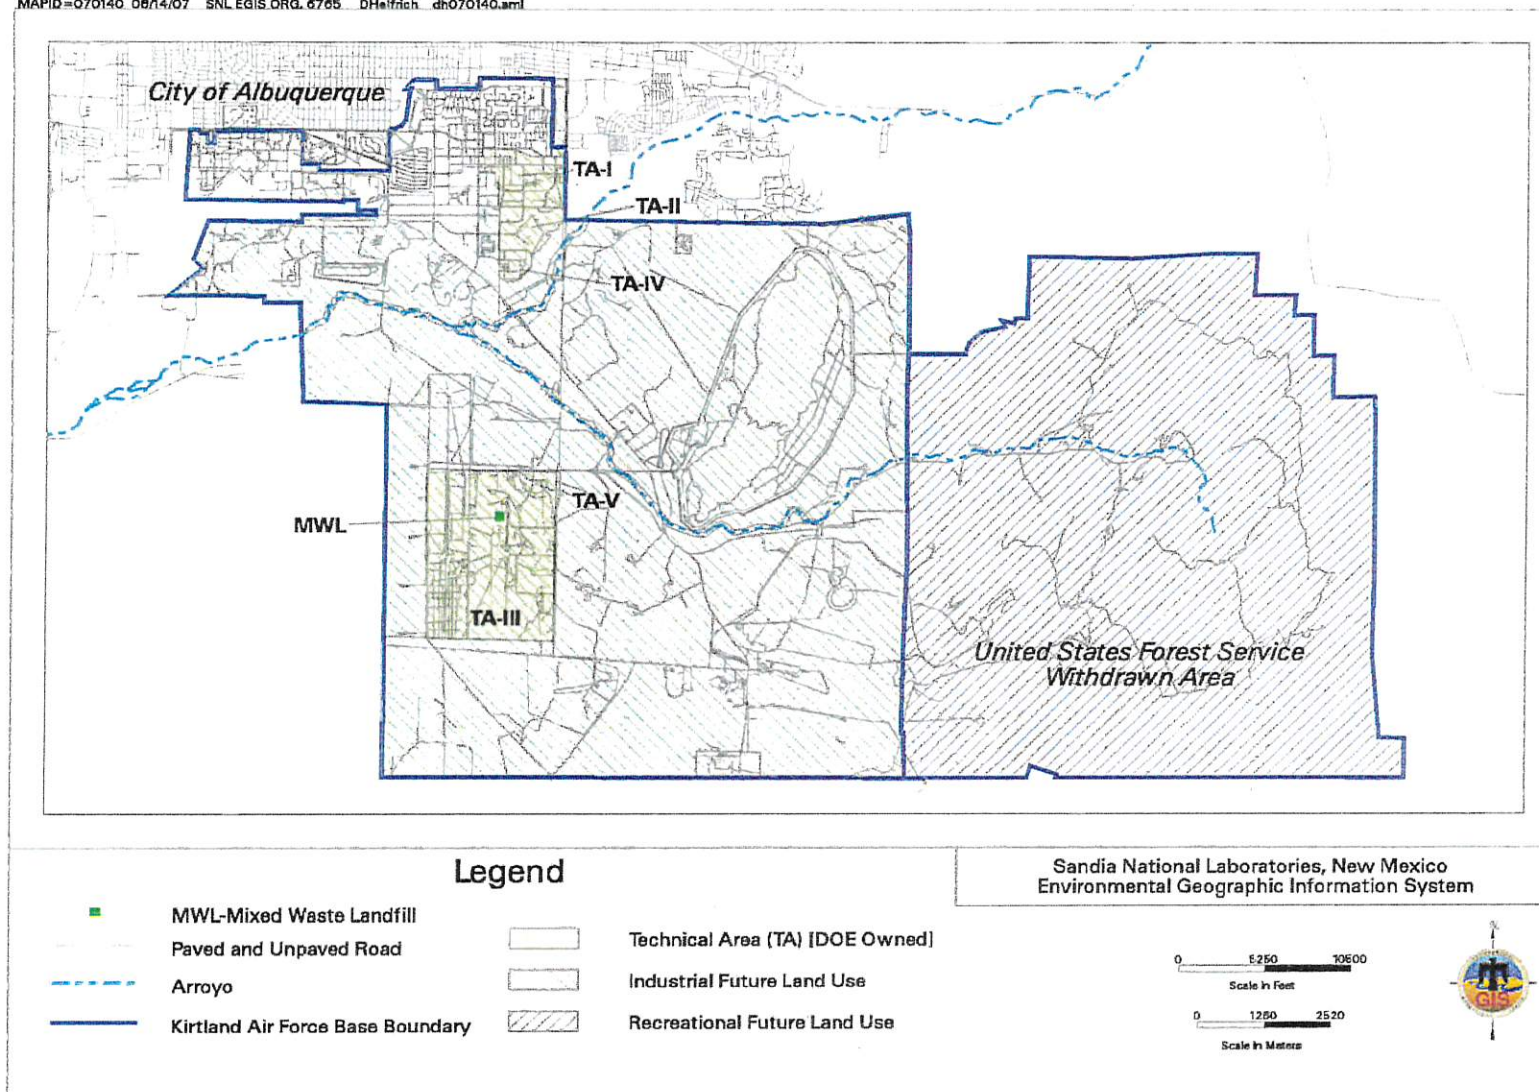 MAPID=070140 08/14/07 SNL EGIS ORG. 6765 DHelfrich dh070140.aml
City of Albuquerque
TA-I
TA-II
TA-IV
TA-V
MWL
TA-III
United States Forest Service
Withdrawn Area
Legend
MWL-Mixed Waste Landfill
Paved and Unpaved Road
Arroyo
Kirtland Air Force Base Boundary
Technical Area (TA) [DOE Owned]
Industrial Future Land Use
Recreational Future Land Use
Sandia National Laboratories, New Mexico
Environmental Geographic Information System
0 5250 10500
Scale in Feet
0 1260 2520
Scale in Meters
N
GIS